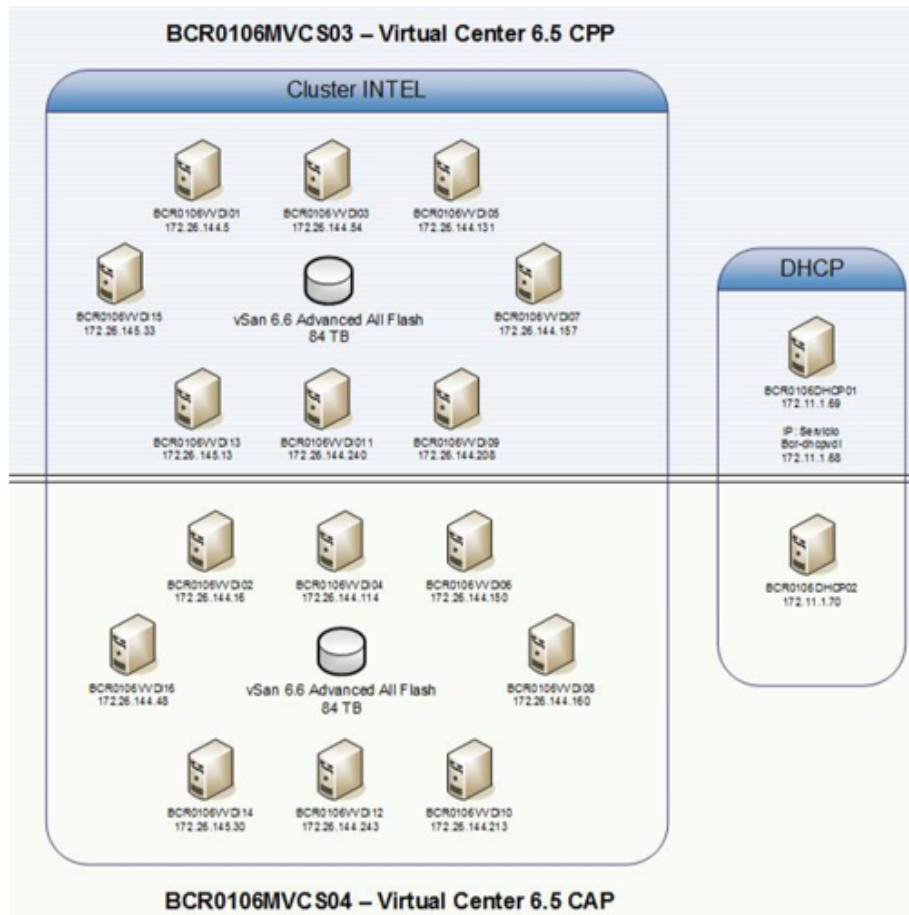 BCR0106MVCS03 – Virtual Center 6.5 CPP
Cluster INTEL
BCR0106VVDI01
172.26.144.5
BCR0106VVDI03
172.26.144.54
BCR0106VVDI05
172.26.144.131
BCR0106VVDI15
172.26.145.33
vSan 6.6 Advanced All Flash
84 TB
BCR0106VVDI07
172.26.144.157
BCR0106VVDI13
172.26.145.13
BCR0106VVDI011
172.26.144.240
BCR0106VVDI09
172.26.144.208
DHCP
BCR0106DHCP01
172.11.1.69
IP: Servicio
Bcr-dhcpvdi
172.11.1.68
BCR0106VVDI02
172.26.144.16
BCR0106VVDI04
172.26.144.114
BCR0106VVDI06
172.26.144.150
BCR0106DHCP02
172.11.1.70
BCR0106VVDI16
172.26.144.48
vSan 6.6 Advanced All Flash
84 TB
BCR0106VVDI08
172.26.144.160
BCR0106VVDI14
172.26.145.30
BCR0106VVDI12
172.26.144.243
BCR0106VVDI10
172.26.144.213
BCR0106MVCS04 – Virtual Center 6.5 CAP